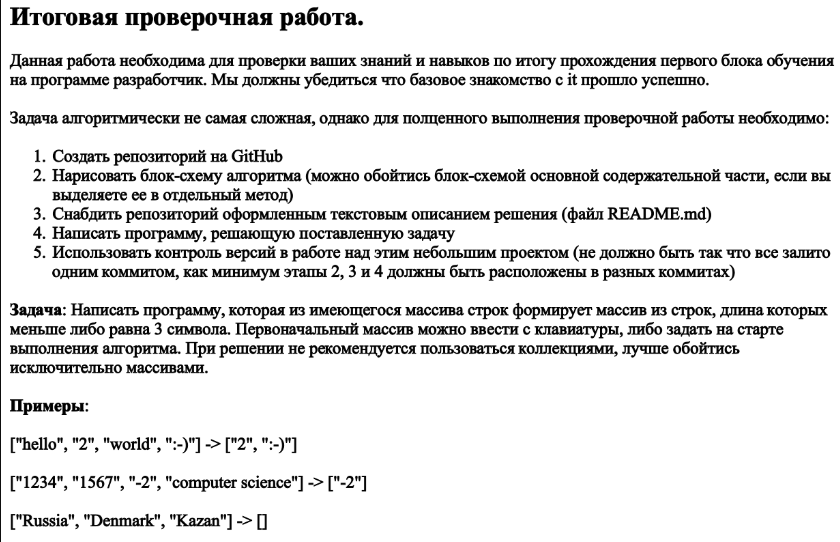 Итоговая проверочная работа.
Данная работа необходима для проверки ваших знаний и навыков по итогу прохождения первого блока обучения
на программе разработчик. Мы должны убедиться что базовое знакомство с it прошло успешно.
Задача алгоритмически не самая сложная, однако для полценного выполнения проверочной работы необходимо:
1. Создать репозиторий на GitHub
2. Нарисовать блок-схему алгоритма (можно обойтись блок-схемой основной содержательной части, если вы
выделяете ее в отдельный метод)
3. Снабдить репозиторий оформленным текстовым описанием решения (файл README.md)
4. Написать программу, решающую поставленную задачу
5. Использовать контроль версий в работе над этим небольшим проектом (не должно быть так что все залито
одним коммитом, как минимум этапы 2, 3 и 4 должны быть расположены в разных коммитах)
Задача: Написать программу, которая из имеющегося массива строк формирует массив из строк, длина которых
меньше либо равна 3 символа. Первоначальный массив можно ввести с клавиатуры, либо задать на старте
выполнения алгоритма. При решении не рекомендуется пользоваться коллекциями, лучше обойтись
исключительно массивами.
Примеры:
["hello", "2", "world", ":-)"] -> ["2", ":-)"]
["1234", "1567", "-2", "computer science"] -> ["-2"]
["Russia", "Denmark", "Kazan"] -> []